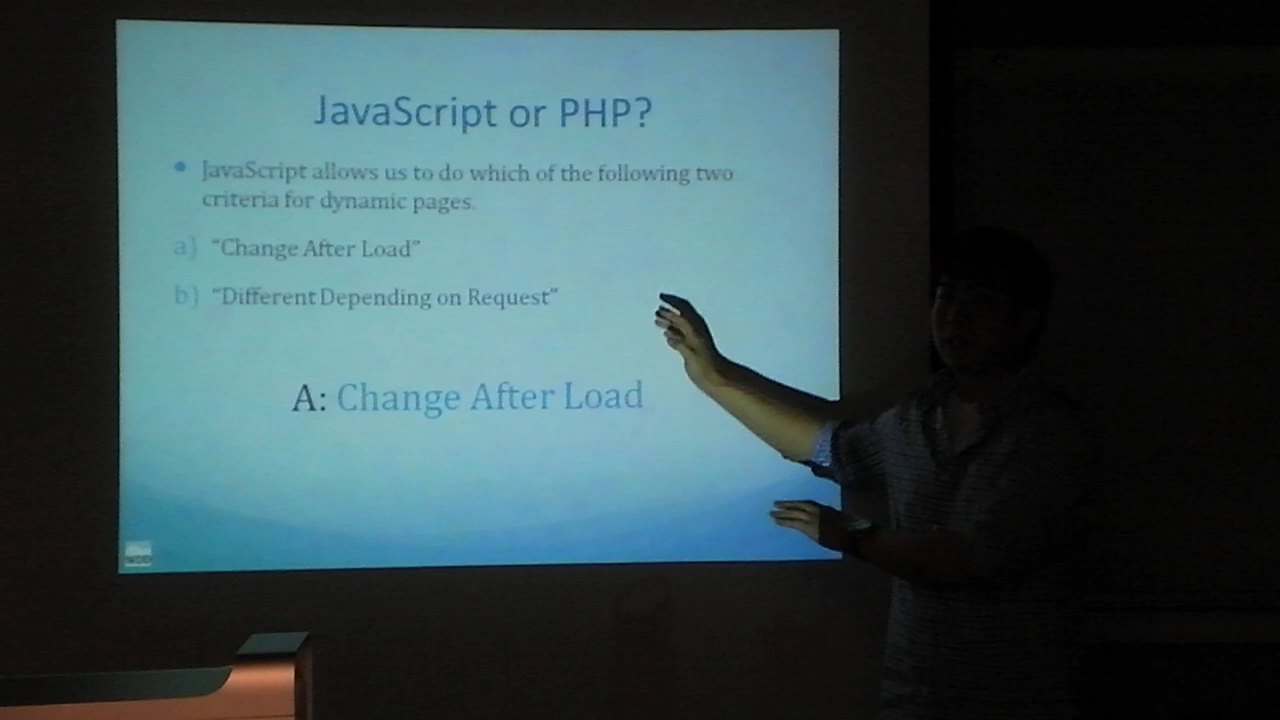 JavaScript or PHP?
• JavaScript allows us to do which of the following two
criteria for dynamic pages.
a) “Change After Load”
b) “Different Depending on Request”
A: Change After Load